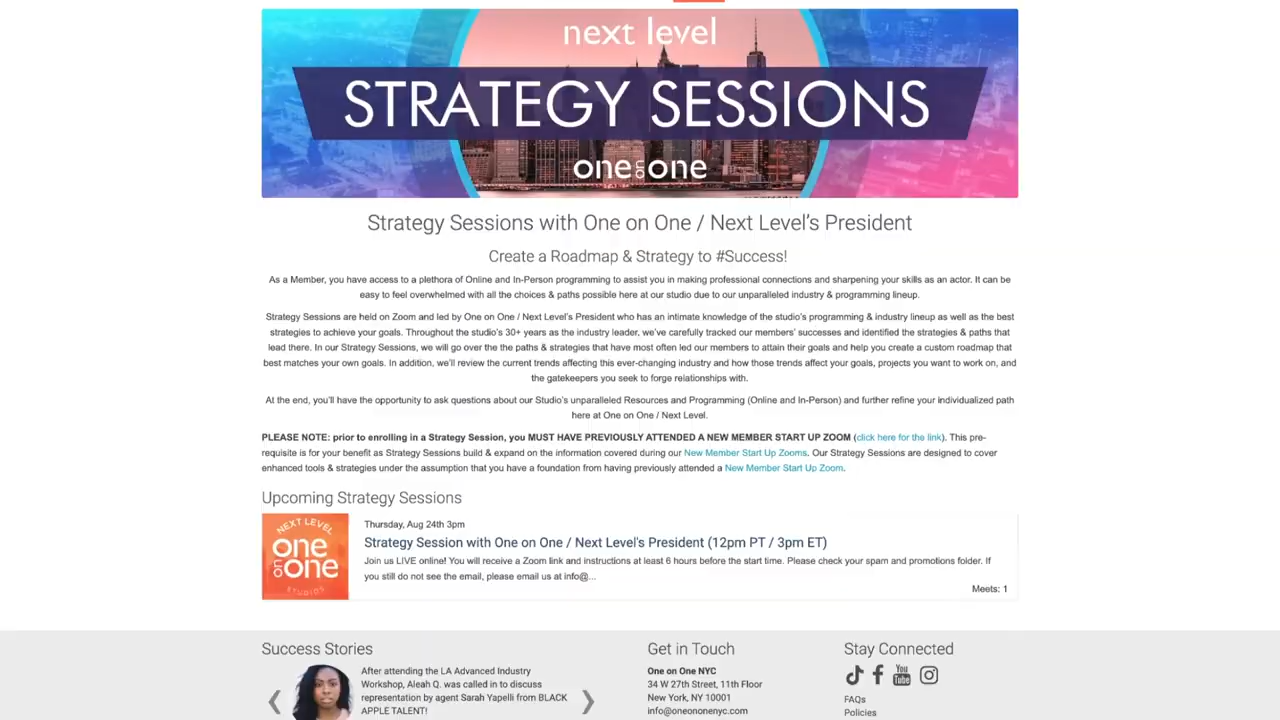 next level
STRATEGY SESSIONS
one on one
Strategy Sessions with One on One / Next Level's President
Create a Roadmap & Strategy to #Success!
As a Member, you have access to a plethora of Online and In-Person programming to assist you in making professional connections and sharpening your skills as an actor. It can be
easy to feel overwhelmed with all the choices & paths possible here at our studio due to our unparalleled industry & programming lineup.
Strategy Sessions are held on Zoom and led by One on One / Next Level's President who has an intimate knowledge of the studio's programming & industry lineup as well as the best
strategies to achieve your goals. Throughout the studio's 30+ years as the industry leader, we've carefully tracked our members' successes and identified the strategies & paths that
lead there. In our Strategy Sessions, we will go over the the paths & strategies that have most often led our members to attain their goals and help you create a custom roadmap that
best matches your own goals. In addition, we'll review the current trends affecting this ever-changing industry and how those trends affect your goals, projects you want to work on, and
the gatekeepers you seek to forge relationships with.
At the end, you'll have the opportunity to ask questions about our Studio's unparalleled Resources and Programming (Online and In-Person) and further refine your individualized path
here at One on One / Next Level.
PLEASE NOTE: prior to enrolling in a Strategy Session, you MUST HAVE PREVIOUSLY ATTENDED A NEW MEMBER START UP ZOOM (click here for the link). This pre-
requisite is for your benefit as Strategy Sessions build & expand on the information covered during our New Member Start Up Zooms. Our Strategy Sessions are designed to cover
enhanced tools & strategies under the assumption that you have a foundation from having previously attended a New Member Start Up Zoom.
Upcoming Strategy Sessions
NEXT LEVEL
one
on
one
STUDIOS
Thursday, Aug 24th 3pm
Strategy Session with One on One / Next Level's President (12pm PT / 3pm ET)
Join us LIVE online! You will receive a Zoom link and instructions at least 6 hours before the start time. Please check your spam and promotions folder. If
you still do not see the email, please email us at info@...
Meets: 1
Success Stories
After attending the LA Advanced Industry
Workshop, Aleah Q. was called in to discuss
representation by agent Sarah Yapelli from BLACK
APPLE TALENT!
Get in Touch
One on One NYC
34 W 27th Street, 11th Floor
New York, NY 10001
info@oneononenyc.com
Stay Connected
You Tube
FAQs
Policies